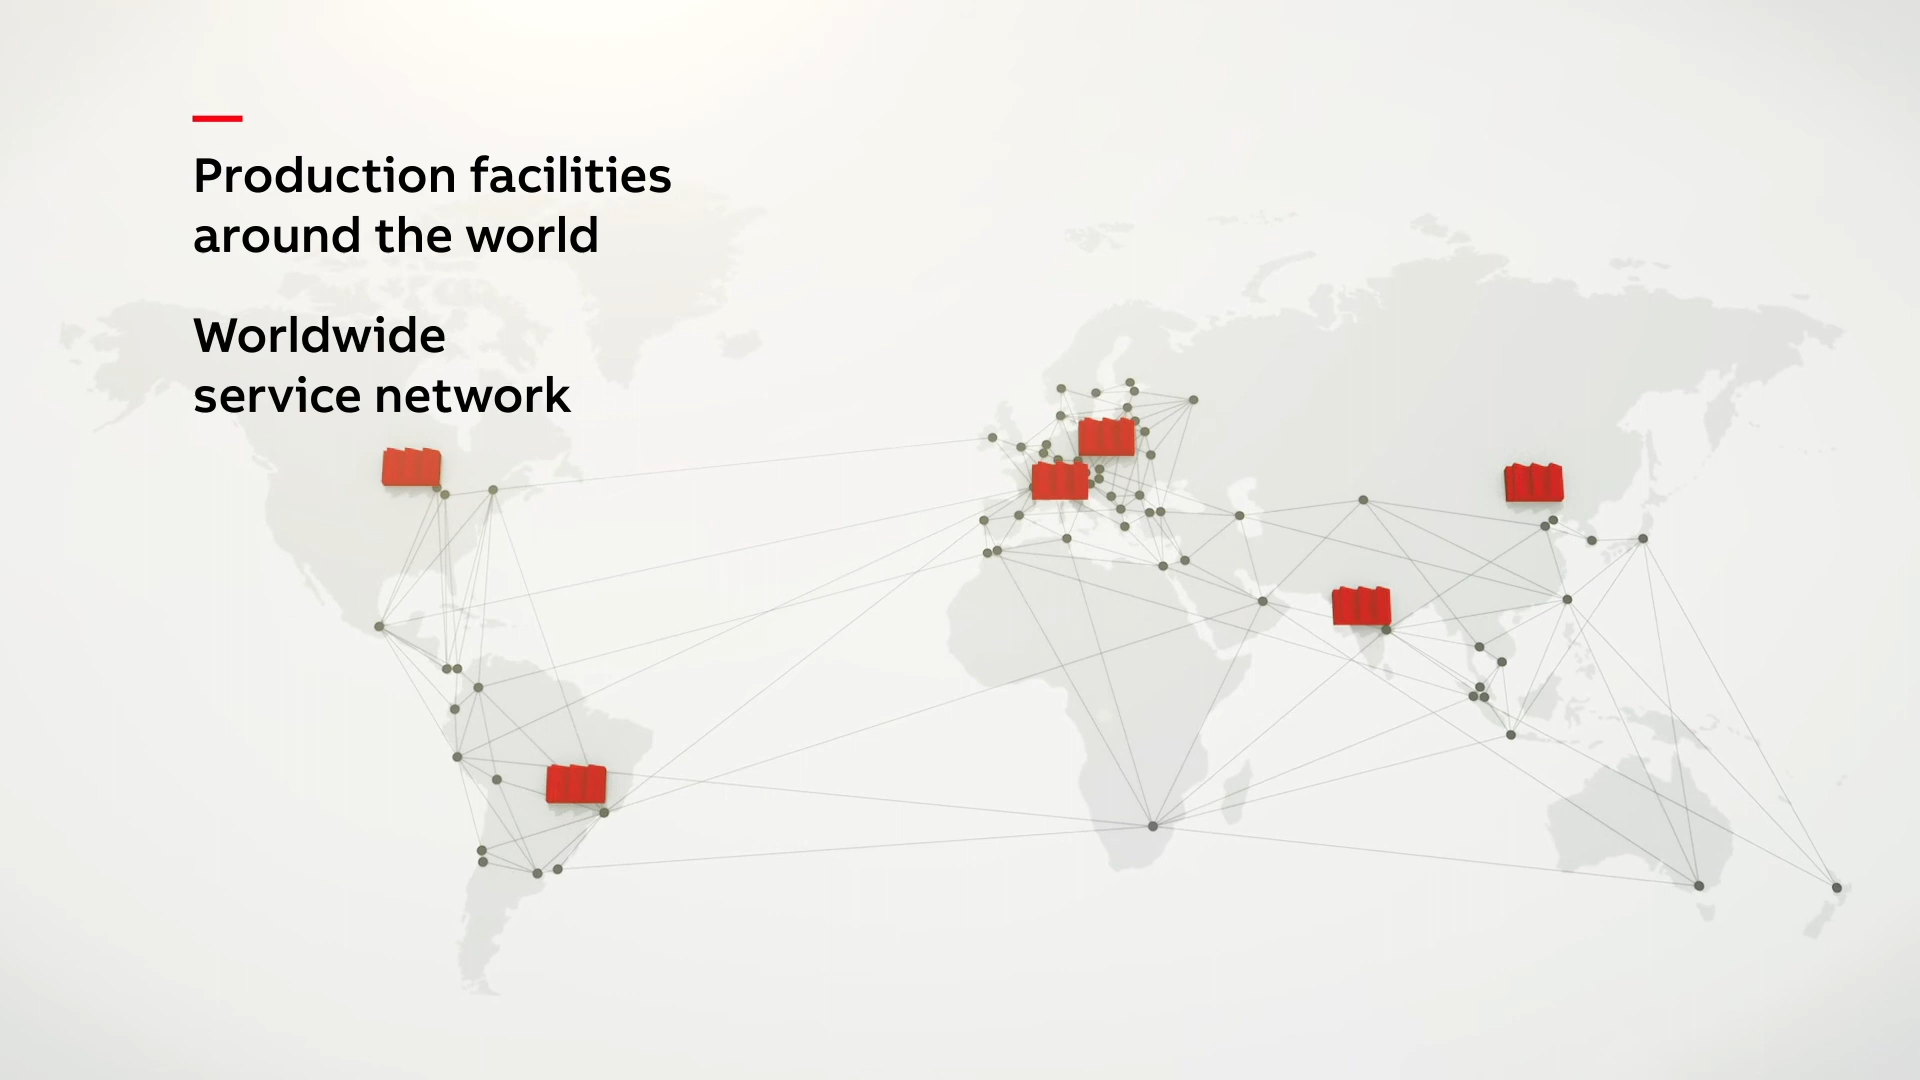 Production facilities
around the world
Worldwide
service network